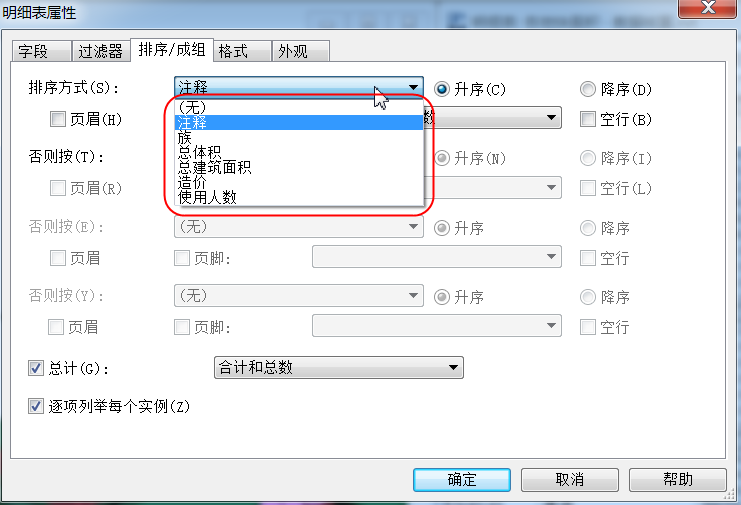 明细表属性
字段 过滤器 排序/成组 格式 外观
排序方式(S): 注释 升序(C) 降序(D)
(无)
页眉(H) 数 空行(B)
注释
族
否则按(T): 总体积 升序(N) 降序(I)
总建筑面积
页眉(R) 造价 空行(L)
使用人数
否则按(E): (无) 升序 降序
页眉 页脚: 空行
否则按(Y): (无) 升序 降序
页眉 页脚: 空行
总计(G): 合计和总数
逐项列举每个实例(Z)
确定 取消 帮助